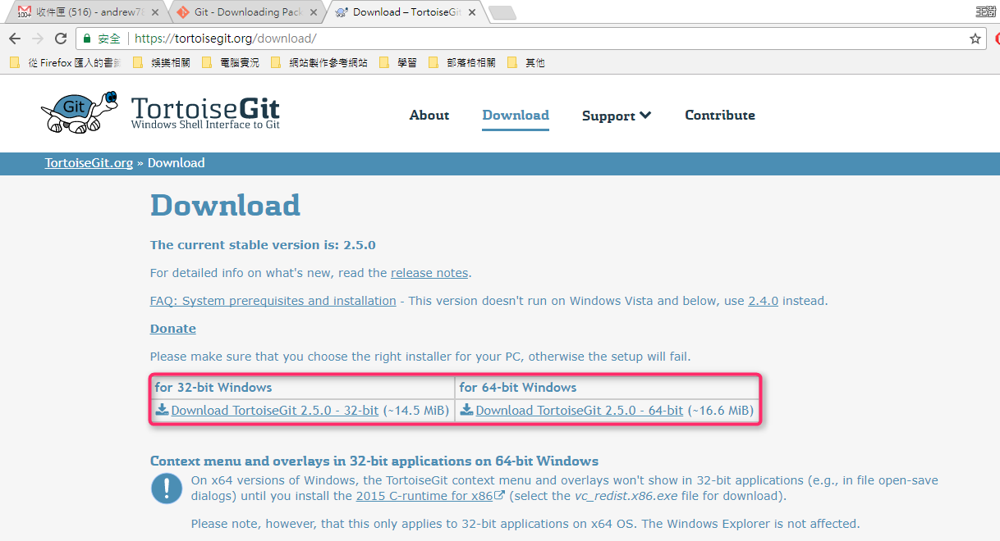 收件匣 (516) - andrew78
Git - Downloading Pack
Download – TortoiseGit
安全 https://tortoisegit.org/download/
從 Firefox 匯入的書籤 娛樂相關 電腦實況 網站製作參考網站 學習 部落格相關 其他
Git TortoiseGit
Windows Shell Interface to Git
About Download Support Contribute
TortoiseGit.org » Download
Download
The current stable version is: 2.5.0
For detailed info on what's new, read the release notes.
FAQ: System prerequisites and installation - This version doesn't run on Windows Vista and below, use 2.4.0 instead.
Donate
Please make sure that you choose the right installer for your PC, otherwise the setup will fail.
for 32-bit Windows for 64-bit Windows
Download TortoiseGit 2.5.0 - 32-bit (~14.5 MiB) Download TortoiseGit 2.5.0 - 64-bit (~16.6 MiB)
Context menu and overlays in 32-bit applications on 64-bit Windows
On x64 versions of Windows, the TortoiseGit context menu and overlays won't show in 32-bit applications (e.g., in file open-save
dialogs) until you install the 2015 C-runtime for x86 (select the vc_redist.x86.exe file for download).
Please note, however, that this only applies to 32-bit applications on x64 OS. The Windows Explorer is not affected.